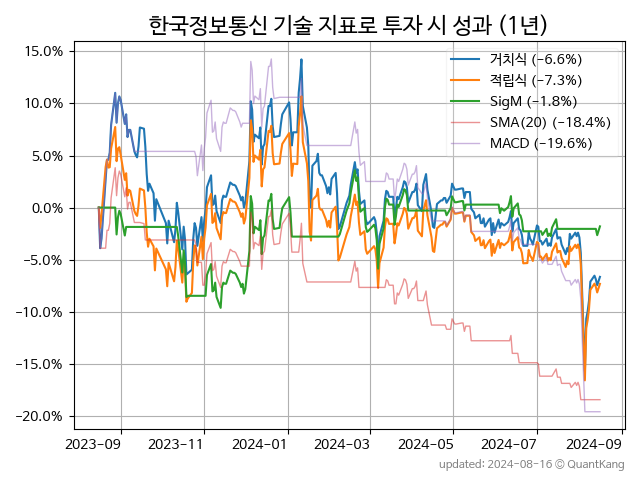 한국정보통신 기술 지표로 투자 시 성과 (1년)
15.0%
10.0%
5.0%
0.0%
−5.0%
−10.0%
−15.0%
−20.0%
거치식 (−6.6%)
적립식 (−7.3%)
SigM (−1.8%)
SMA(20) (−18.4%)
MACD (−19.6%)
2023-09
2023-11
2024-01
2024-03
2024-05
2024-07
2024-09
updated: 2024-08-16 © QuantKang